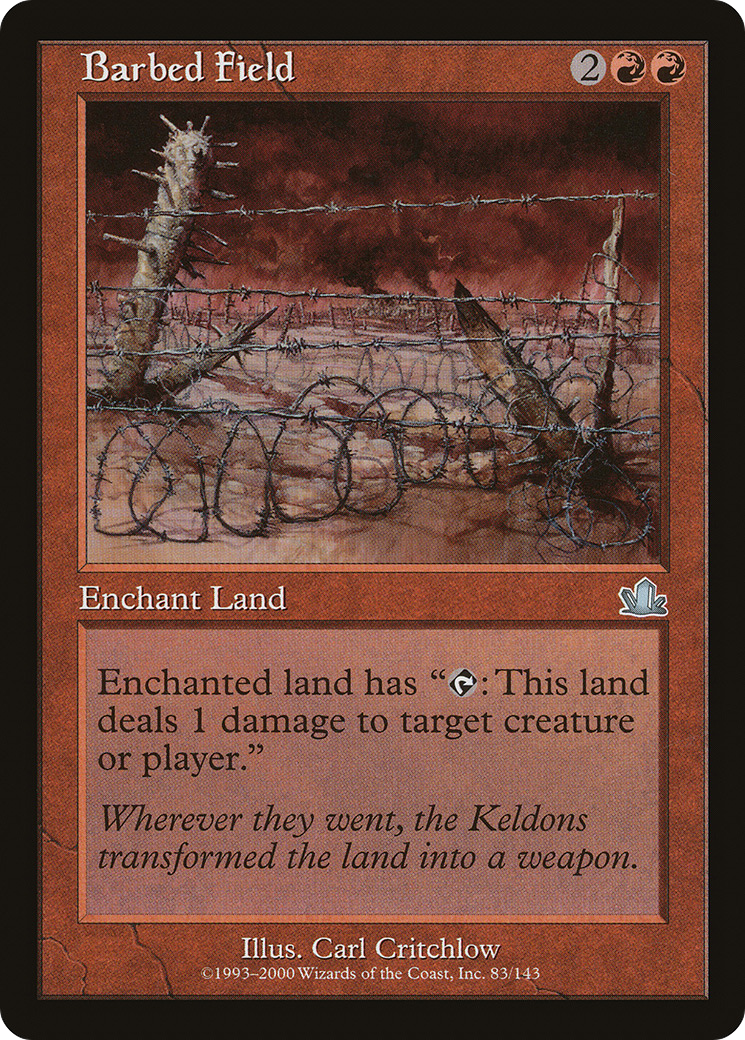 Barbed Field 2
Enchant Land
Enchanted land has “: This land
deals 1 damage to target creature
or player.”
Wherever they went, the Keldons
transformed the land into a weapon.
Illus. Carl Critchlow
©1993–2000 Wizards of the Coast, Inc. 83/143